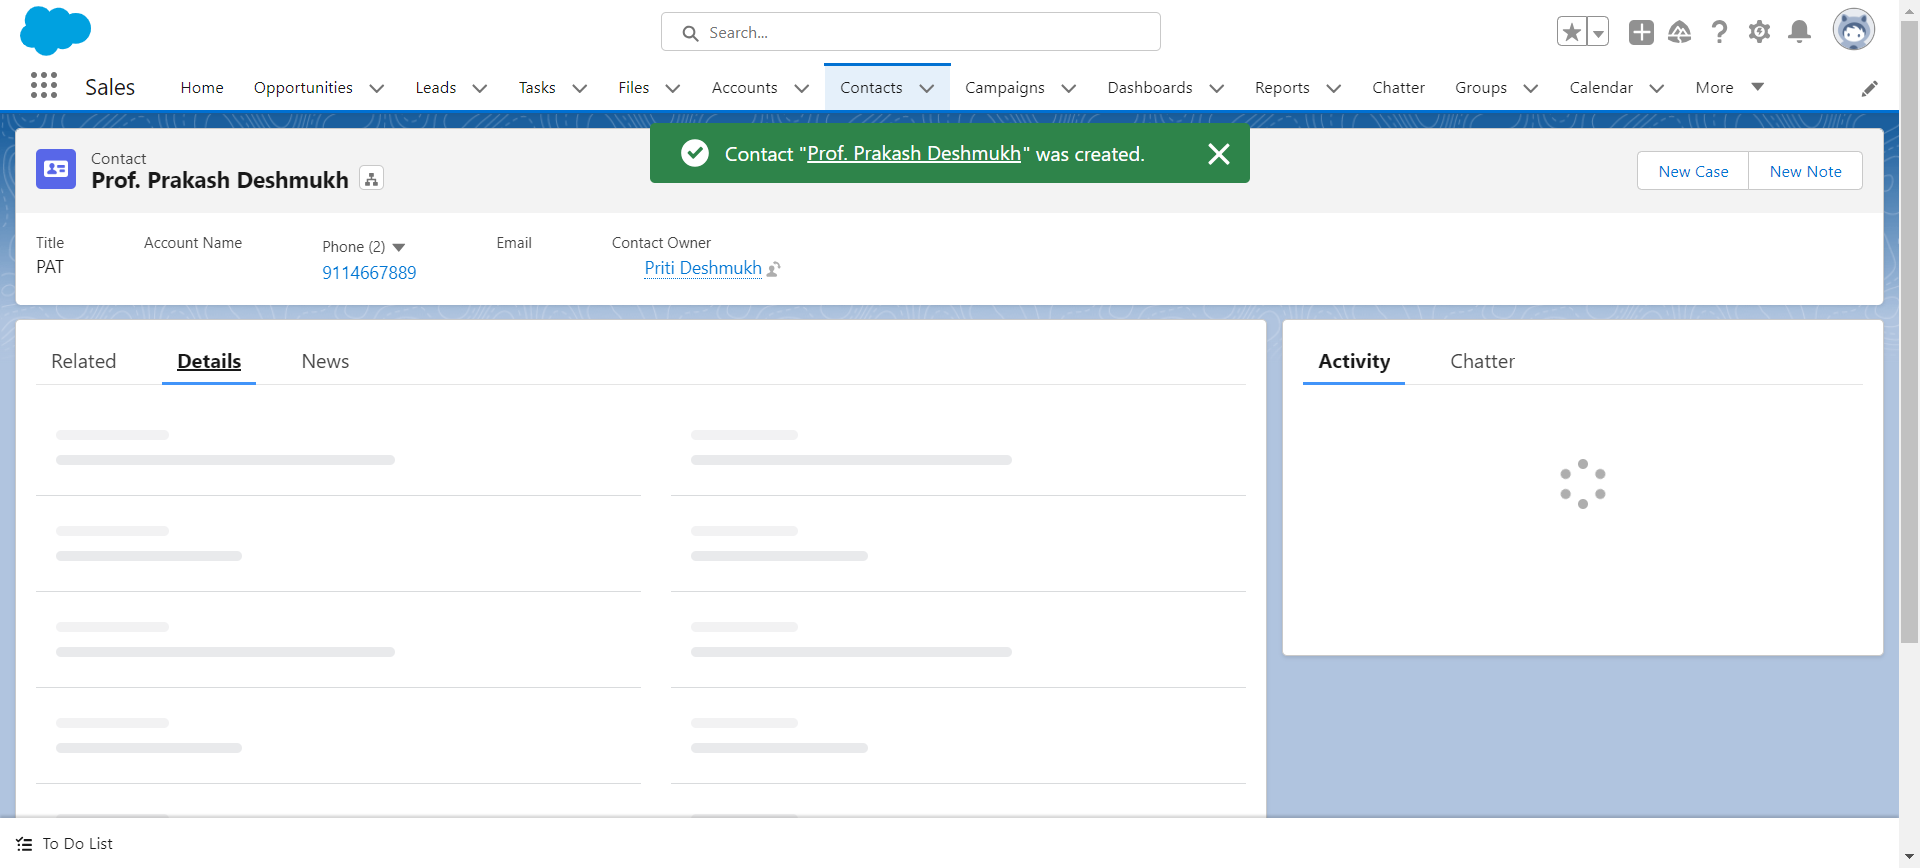 Search...
Sales
Home
Opportunities
Leads
Tasks
Files
Accounts
Contacts
Campaigns
Dashboards
Reports
Chatter
Groups
Calendar
More
Contact "Prof. Prakash Deshmukh" was created.
Contact
Prof. Prakash Deshmukh
New Case
New Note
Title
PAT
Account Name
Phone (2)
9114667889
Email
Contact Owner
Priti Deshmukh
Related
Details
News
Activity
Chatter
To Do List